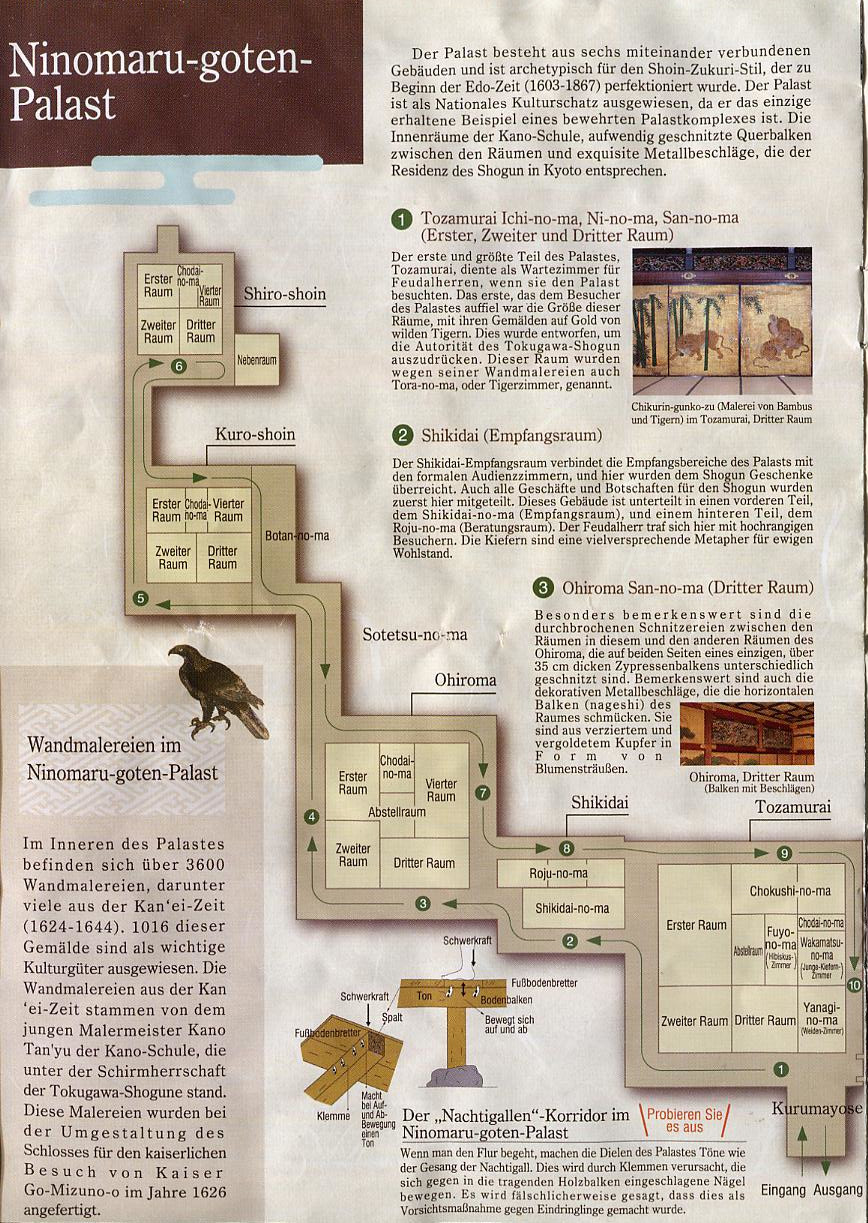 Ninomaru-goten-
Palast
Der Palast besteht aus sechs miteinander verbundenen
Gebäuden und ist archetypisch für den Shoin-Zukuri-Stil, der zu
Beginn der Edo-Zeit (1603-1867) perfektioniert wurde. Der Palast
ist als Nationales Kulturschatz ausgewiesen, da er das einzige
erhaltene Beispiel eines bewehrten Palastkomplexes ist. Die
Innenräume der Kano-Schule, aufwendig geschnitzte Querbalken
zwischen den Räumen und exquisite Metallbeschläge, die der
Residenz des Shogun in Kyoto entsprechen.
1 Tozamurai Ichi-no-ma, Ni-no-ma, San-no-ma
(Erster, Zweiter und Dritter Raum)
Der erste und größte Teil des Palastes,
Tozamurai, diente als Wartezimmer für
Feudalherren, wenn sie den Palast
besuchten. Das erste, das dem Besucher
des Palastes auffiel war die Größe dieser
Räume, mit ihren Gemälden auf Gold von
wilden Tigern. Dies wurde entworfen, um
die Autorität des Tokugawa-Shogun
auszudrücken. Dieser Raum wurden
wegen seiner Wandmalereien auch
Tora-no-ma, oder Tigerzimmer, genannt.
Chikurin-gunko-zu (Malerei von Bambus
und Tigern) im Tozamurai, Dritter Raum
2 Shikidai (Empfangsraum)
Der Shikidai-Empfangsraum verbindet die Empfangsbereiche des Palasts mit
den formalen Audienzzimmern, und hier wurden dem Shogun Geschenke
überreicht. Auch alle Geschäfte und Botschaften für den Shogun wurden
zuerst hier mitgeteilt. Dieses Gebäude ist unterteilt in einen vorderen Teil,
dem Shikidai-no-ma (Empfangsraum), und einem hinteren Teil, dem
Roju-no-ma (Beratungsraum). Der Feudalherr traf sich hier mit hochrangigen
Besuchern. Die Kiefern sind eine vielversprechende Metapher für ewigen
Wohlstand.
3 Ohiroma San-no-ma (Dritter Raum)
Besonders bemerkenswert sind die
durchbrochenen Schnitzereien zwischen den
Räumen in diesem und den anderen Räumen des
Ohiroma, die auf beiden Seiten eines einzigen, über
35 cm dicken Zypressenbalkens unterschiedlich
geschnitzt sind. Bemerkenswert sind auch die
dekorativen Metallbeschläge, die die horizontalen
Balken (nageshi) des
Raumes schmücken. Sie
sind aus verziertem und
vergoldetem Kupfer in
Form von
Blumensträußen.
Ohiroma, Dritter Raum
(Balken mit Beschlägen)
Erster
Raum
Chodai-
no-ma
Vierter
Raum
Zweiter
Raum
Dritter
Raum
Shiro-shoin
Nebenraum
6
Kuro-shoin
Erster
Raum
Chodai-
no-ma
Vierter
Raum
Zweiter
Raum
Dritter
Raum
Botan-no-ma
5
Sotetsu-no-ma
Ohiroma
Erster
Raum
Chodai-
no-ma
Vierter
Raum
Abstellraum
Zweiter
Raum
Dritter Raum
7
4
3
Shikidai
8
Roju-no-ma
Shikidai-no-ma
2
Tozamurai
9
Chokushi-no-ma
Erster Raum
Abstellraum
Fuyo-
no-ma
(Hibiskus-
Zimmer)
Chodai-no-ma
Wakamatsu-
no-ma
(Junge-Kiefern-
Zimmer)
10
Zweiter Raum
Dritter Raum
Yanagi-
no-ma
(Weiden-Zimmer)
1
Kurumayose
Eingang Ausgang
Wandmalereien im
Ninomaru-goten-Palast
Im Inneren des Palastes
befinden sich über 3600
Wandmalereien, darunter
viele aus der Kan‘ei-Zeit
(1624-1644). 1016 dieser
Gemälde sind als wichtige
Kulturgüter ausgewiesen. Die
Wandmalereien aus der Kan
‘ei-Zeit stammen von dem
jungen Malermeister Kano
Tan'yu der Kano-Schule, die
unter der Schirmherrschaft
der Tokugawa-Shogune stand.
Diese Malereien wurden bei
der Umgestaltung des
Schlosses für den kaiserlichen
Besuch von Kaiser
Go-Mizuno-o im Jahre 1626
angefertigt.
Schwerkraft
Fußbodenbretter
Ton
Bodenbalken
Bewegt sich
auf und ab
Schwerkraft
Spalt
Fußbodenbretter
Klemme
Macht
bei Auf-
und Ab-
Bewegung
einen
Ton
Der „Nachtigallen“-Korridor im
Ninomaru-goten-Palast
Probieren Sie
es aus
Wenn man den Flur begeht, machen die Dielen des Palastes Töne wie
der Gesang der Nachtigall. Dies wird durch Klemmen verursacht, die
sich gegen in die tragenden Holzbalken eingeschlagene Nägel
bewegen. Es wird fälschlicherweise gesagt, dass dies als
Vorsichtsmaßnahme gegen Eindringlinge gemacht wurde.